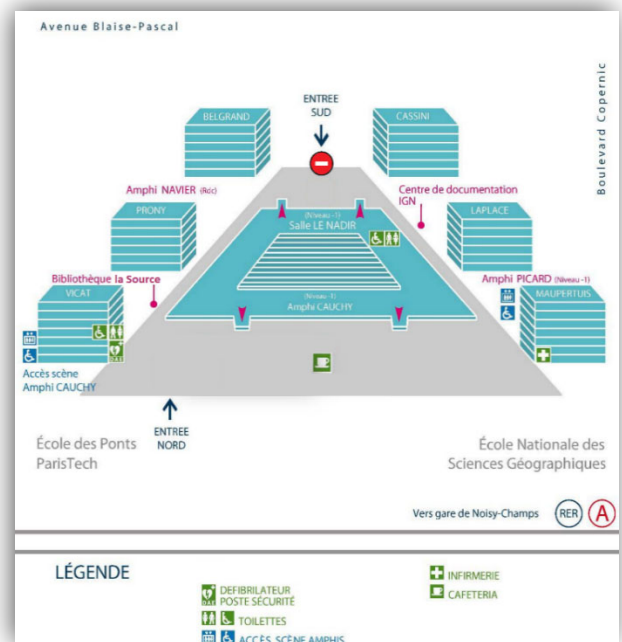 Avenue Blaise-Pascal
Boulevard Copernic
ENTREE
SUD
BELGRAND
CASSINI
Amphi NAVIER (Rdc)
Centre de documentation
IGN
PRONY
(Niveau -1)
Salle LE NADIR
LAPLACE
Bibliothèque la Source
Amphi PICARD (Niveau -1)
VICAT
(Niveau -1)
Amphi CAUCHY
MAUPERTUIS
Accès scène
Amphi CAUCHY
ENTREE
NORD
École des Ponts
ParisTech
École Nationale des
Sciences Géographiques
Vers gare de Noisy-Champs RER A
LÉGENDE
DEFIBRILATEUR
POSTE SÉCURITÉ
TOILETTES
ACCÈS SCÈNE AMPHIS
INFIRMERIE
CAFETERIA